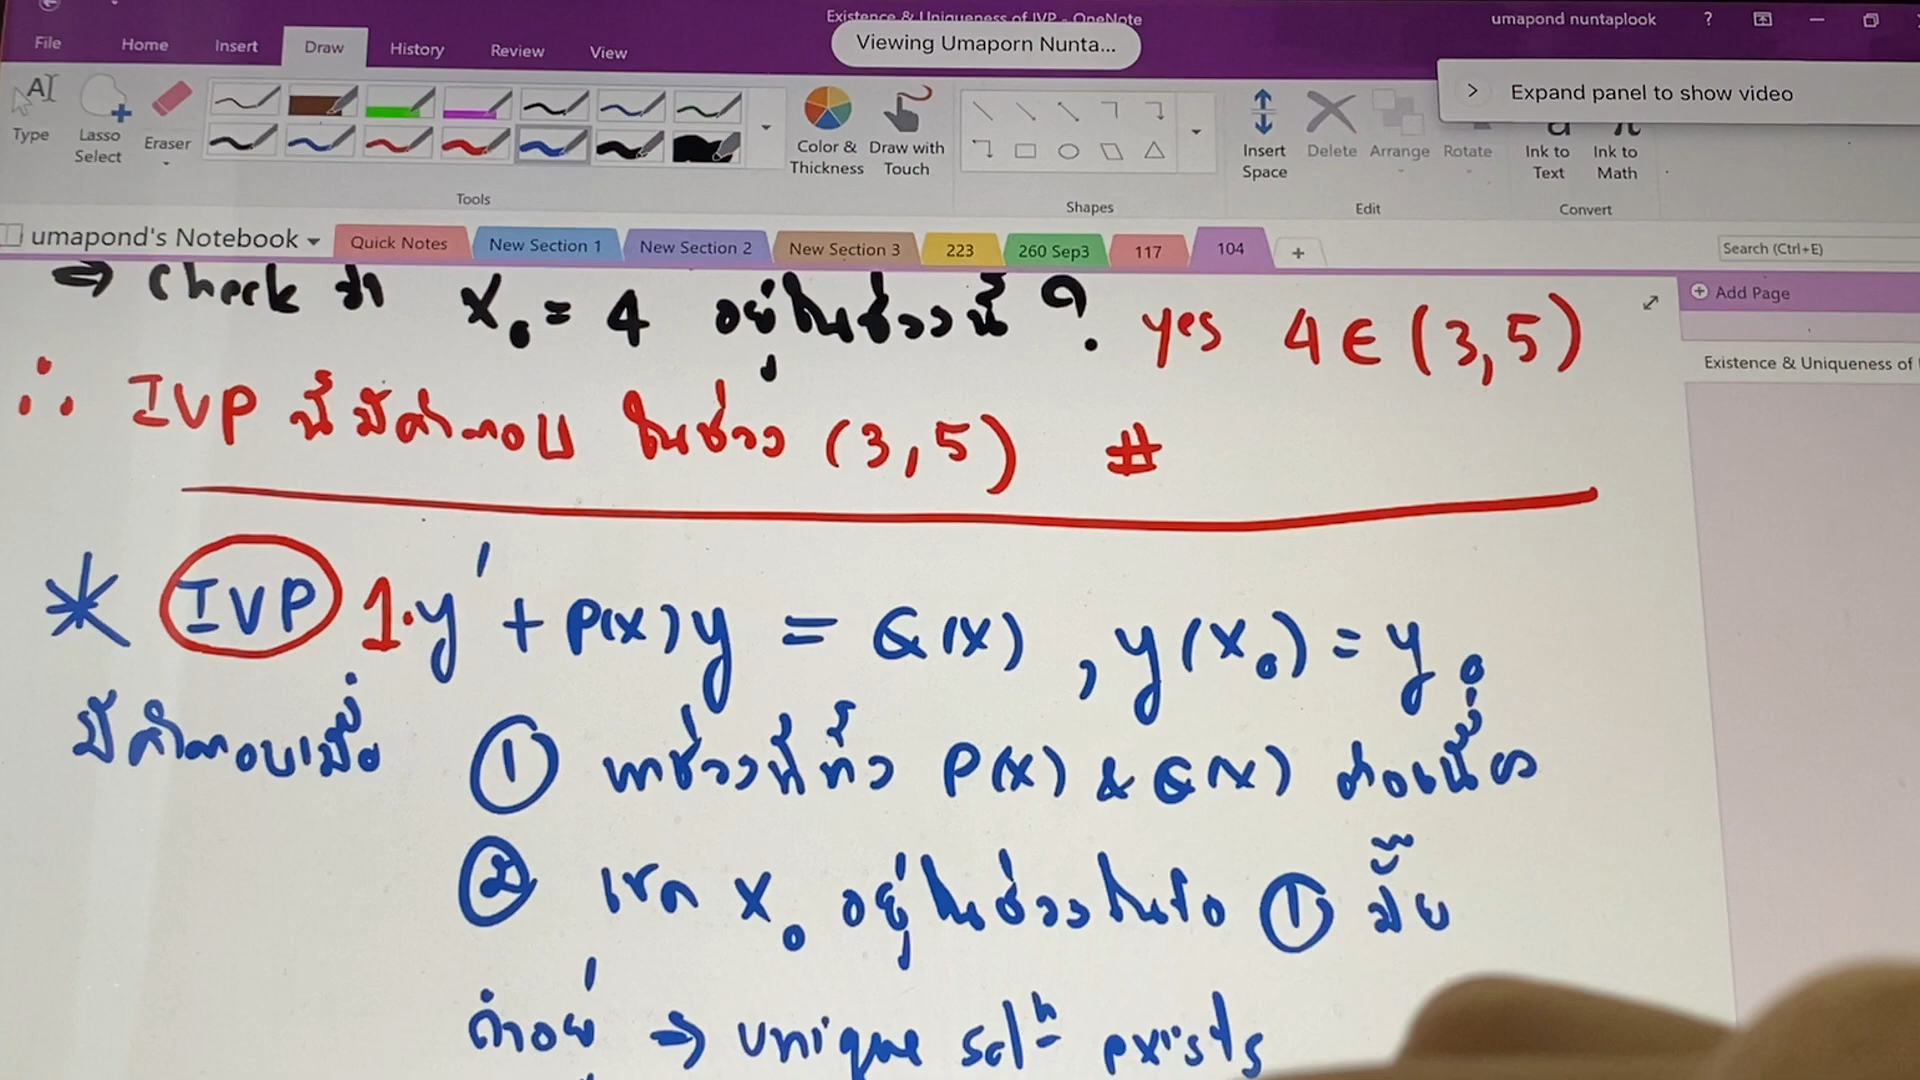 Existence & Uniqueness of IVP - OneNote
umapond nuntaplook ?
Viewing Umaporn Nunta...
File Home Insert Draw History Review View
Expand panel to show video
Type
Lasso Select
Eraser
Color & Thickness
Draw with Touch
Insert Space
Delete
Arrange
Rotate
Ink to Text
Ink to Math
Tools
Shapes
Edit
Convert
umapond's Notebook
Quick Notes New Section 1 New Section 2 New Section 3 223 260 Sep3 117 104 +
Search (Ctrl+E)
Add Page
Existence & Uniqueness of
⇒ check ว่า x₀ = 4 อยู่ในช่วงนี้ ? yes 4 ∈ (3,5)
∴ IVP นี้มีคำตอบ ในช่วง (3,5) #
* IVP 1·y' + P(x)y = Q(x) , y(x₀) = y₀
มีคำตอบเมื่อ ① หาช่วงที่ทั้ง P(x) & Q(x) ต่อเนื่อง
② เชค x₀ อยู่ในช่วงในข้อ ① มั๊ย
ถ้าอยู่ ⇒ unique solⁿ exists